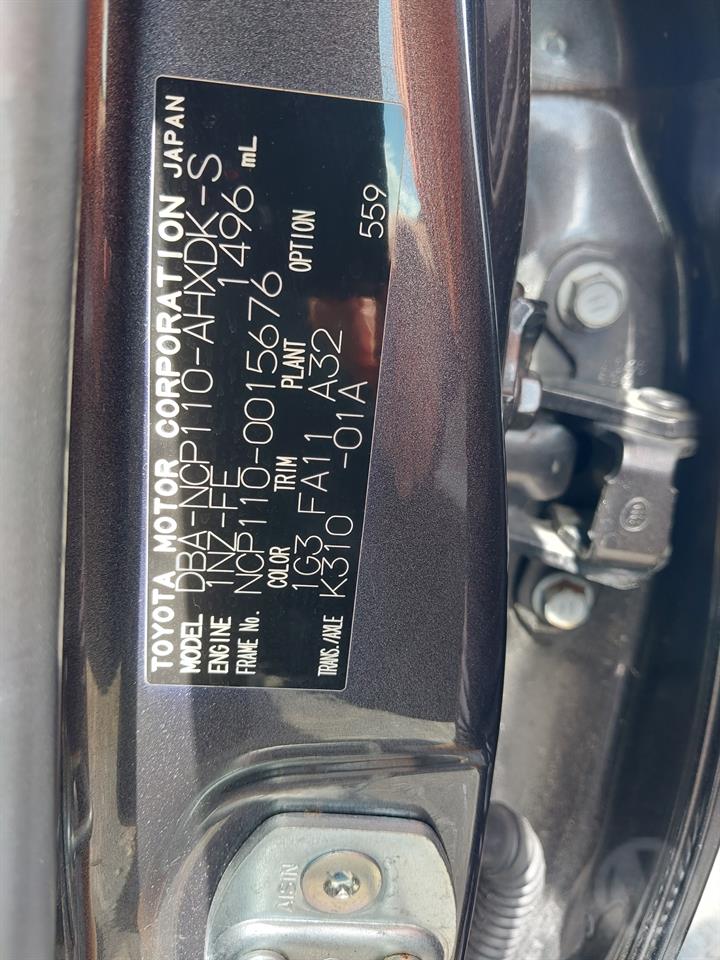 TOYOTA MOTOR CORPORATION JAPAN
MODEL DBA-NCP110-AHXDK-S
ENGINE 1NZ-FE 1496 mL
FRAME No. NCP110-0015676
COLOR TRIM PLANT OPTION
1G3 FA11 A32 559
TRANS./AXLE K310 -01A
AISIN